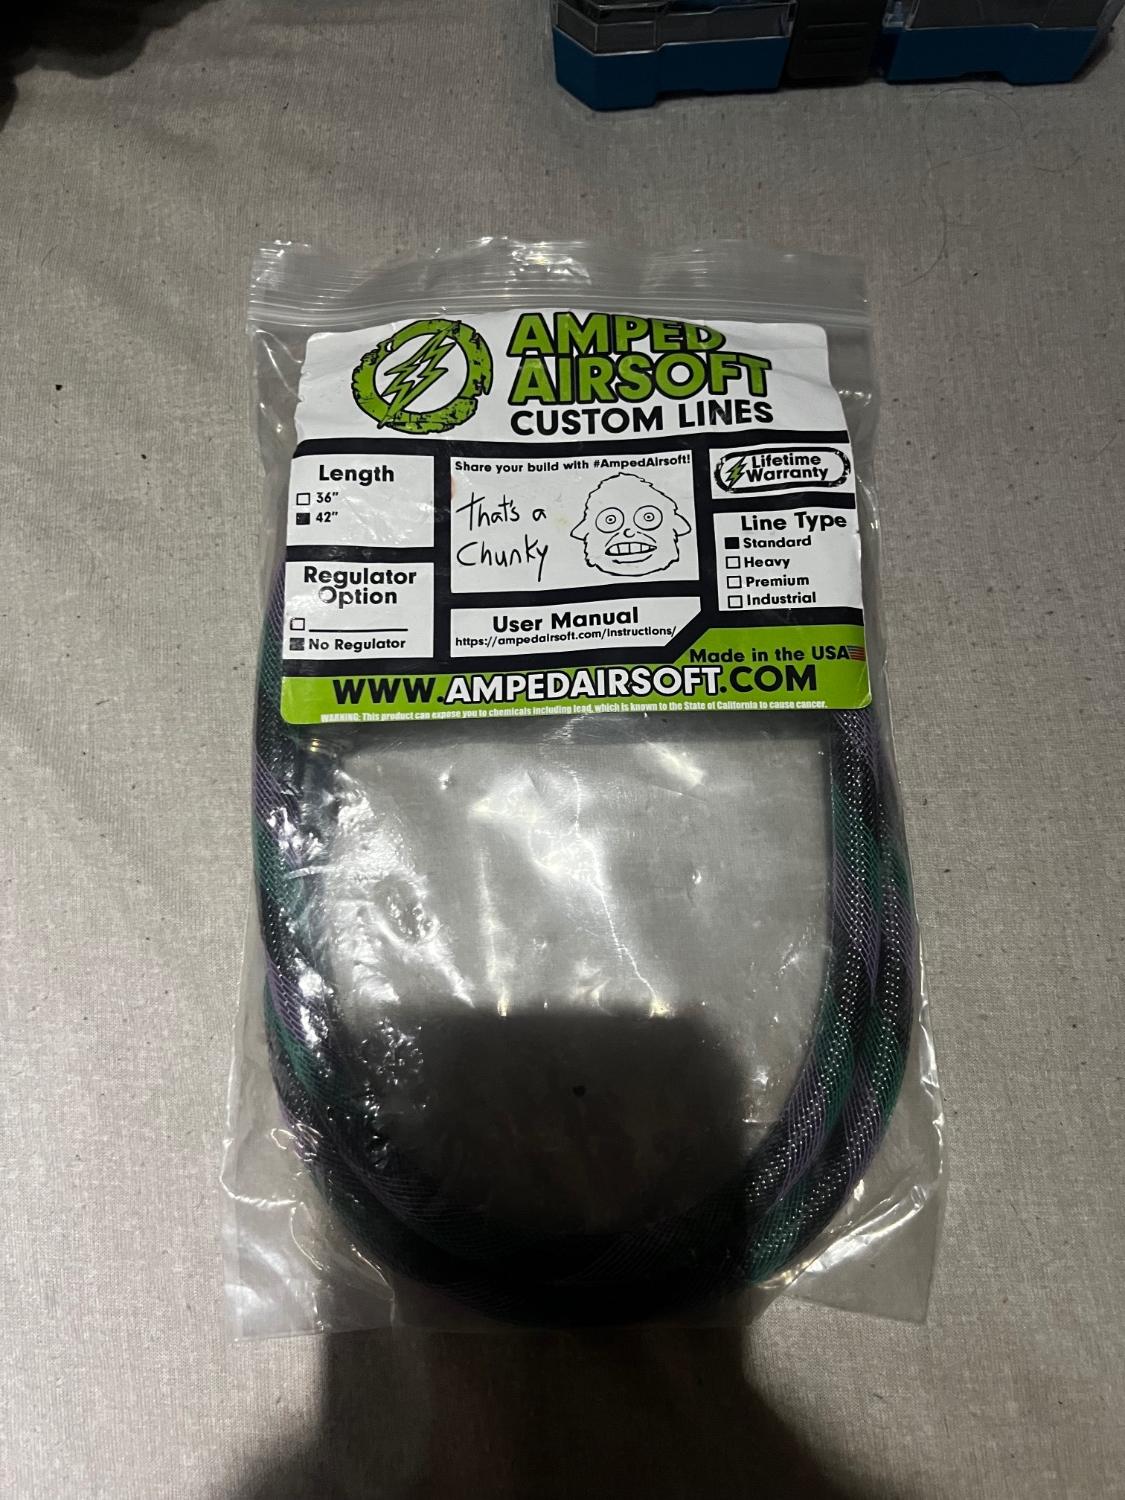 AMPED
AIRSOFT
CUSTOM LINES
Length
36"
42"
Regulator
Option
No Regulator
Share your build with #AmpedAirsoft!
That's a
Chunky
User Manual
https://ampedairsoft.com/instructions/
Lifetime
Warranty
Line Type
Standard
Heavy
Premium
Industrial
Made in the USA
WWW.AMPEDAIRSOFT.COM
WARNING: This product can expose you to chemicals including lead, which is known to the State of California to cause cancer.